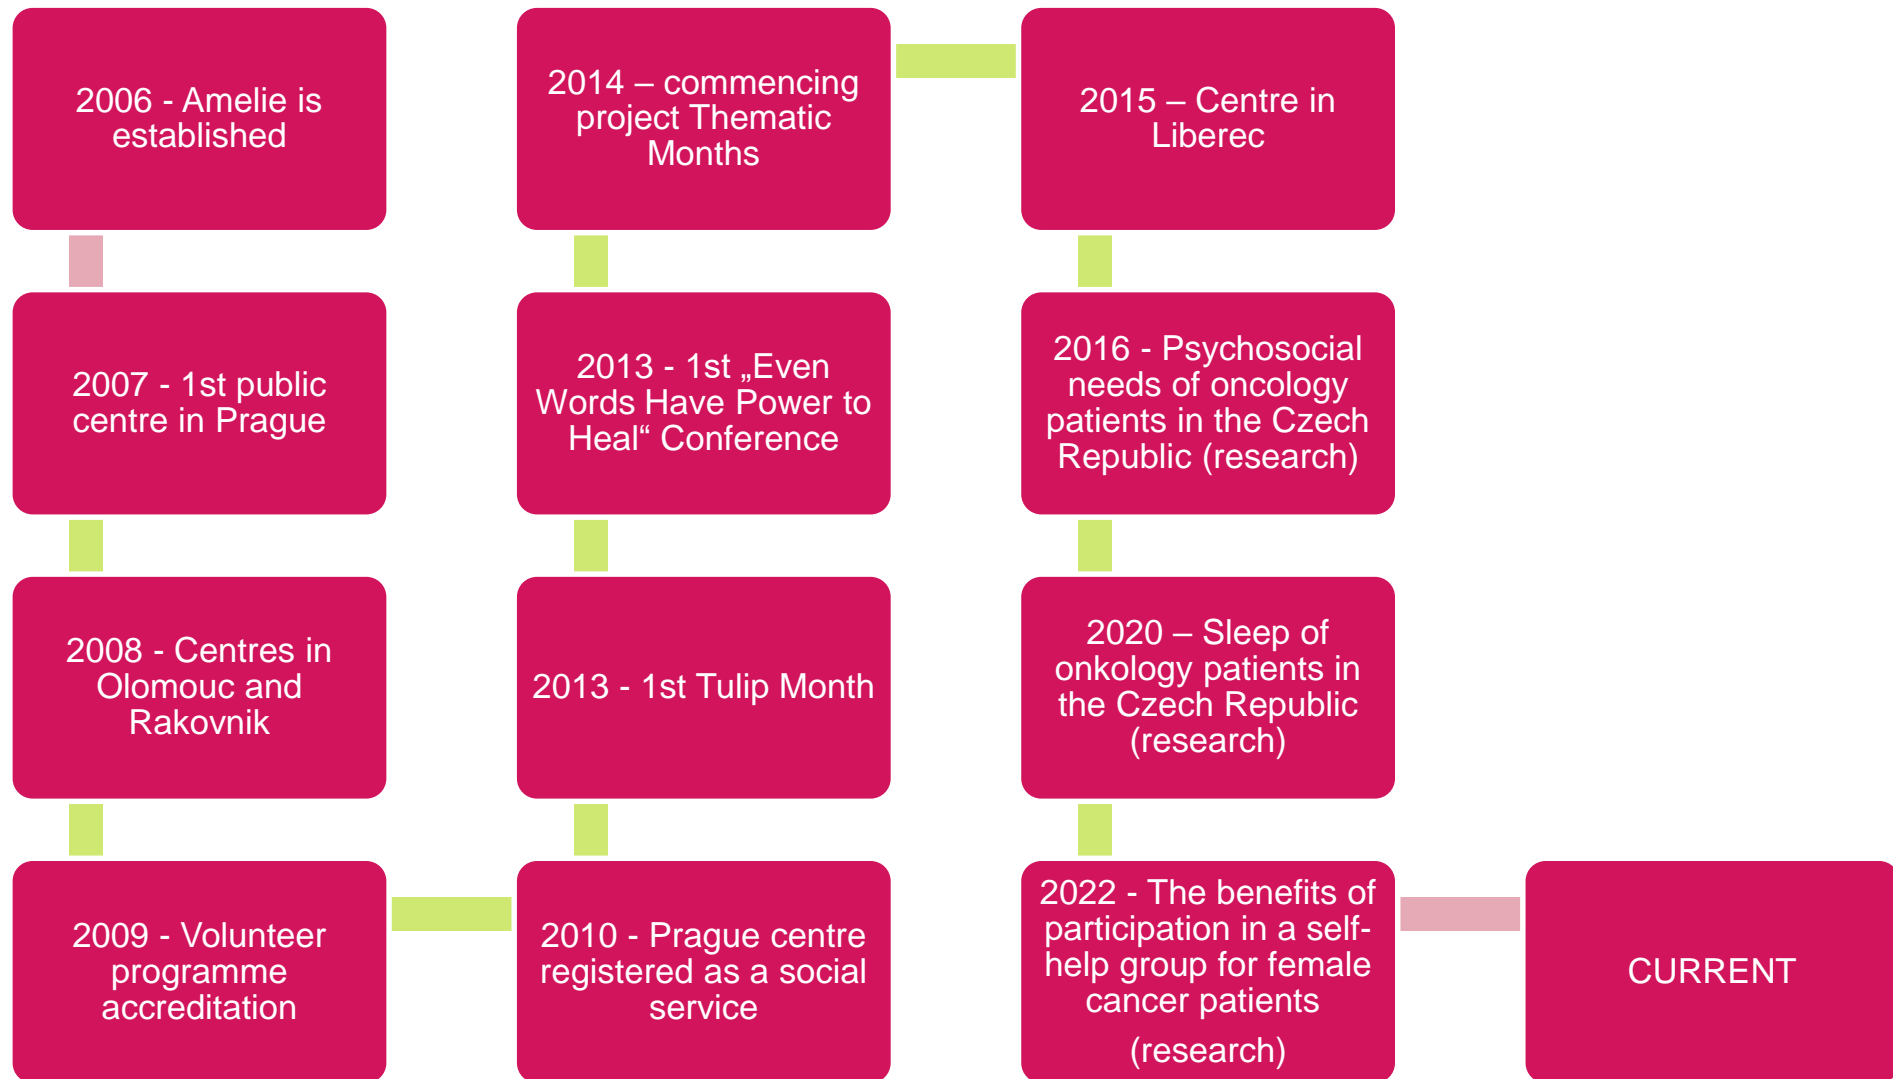 2006 - Amelie is
established
2007 - 1st public
centre in Prague
2008 - Centres in
Olomouc and
Rakovnik
2009 - Volunteer
programme
accreditation
2010 - Prague centre
registered as a social
service
2013 - 1st Tulip Month
2013 - 1st „Even
Words Have Power to
Heal“ Conference
2014 – commencing
project Thematic
Months
2015 – Centre in
Liberec
2016 - Psychosocial
needs of oncology
patients in the Czech
Republic (research)
2020 – Sleep of
onkology patients in
the Czech Republic
(research)
2022 - The benefits of
participation in a self-
help group for female
cancer patients
(research)
CURRENT